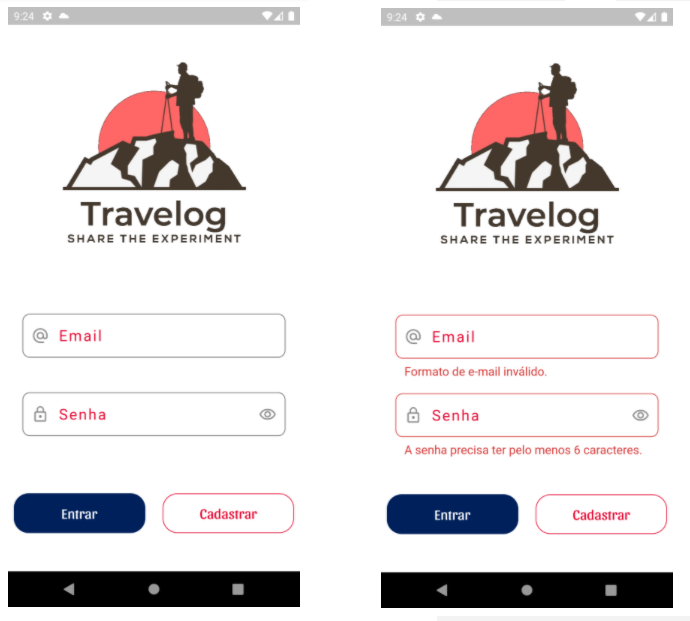 9:24
Travelog
SHARE THE EXPERIMENT
Email
Senha
Entrar
Cadastrar
9:24
Travelog
SHARE THE EXPERIMENT
Email
Formato de e-mail inválido.
Senha
A senha precisa ter pelo menos 6 caracteres.
Entrar
Cadastrar